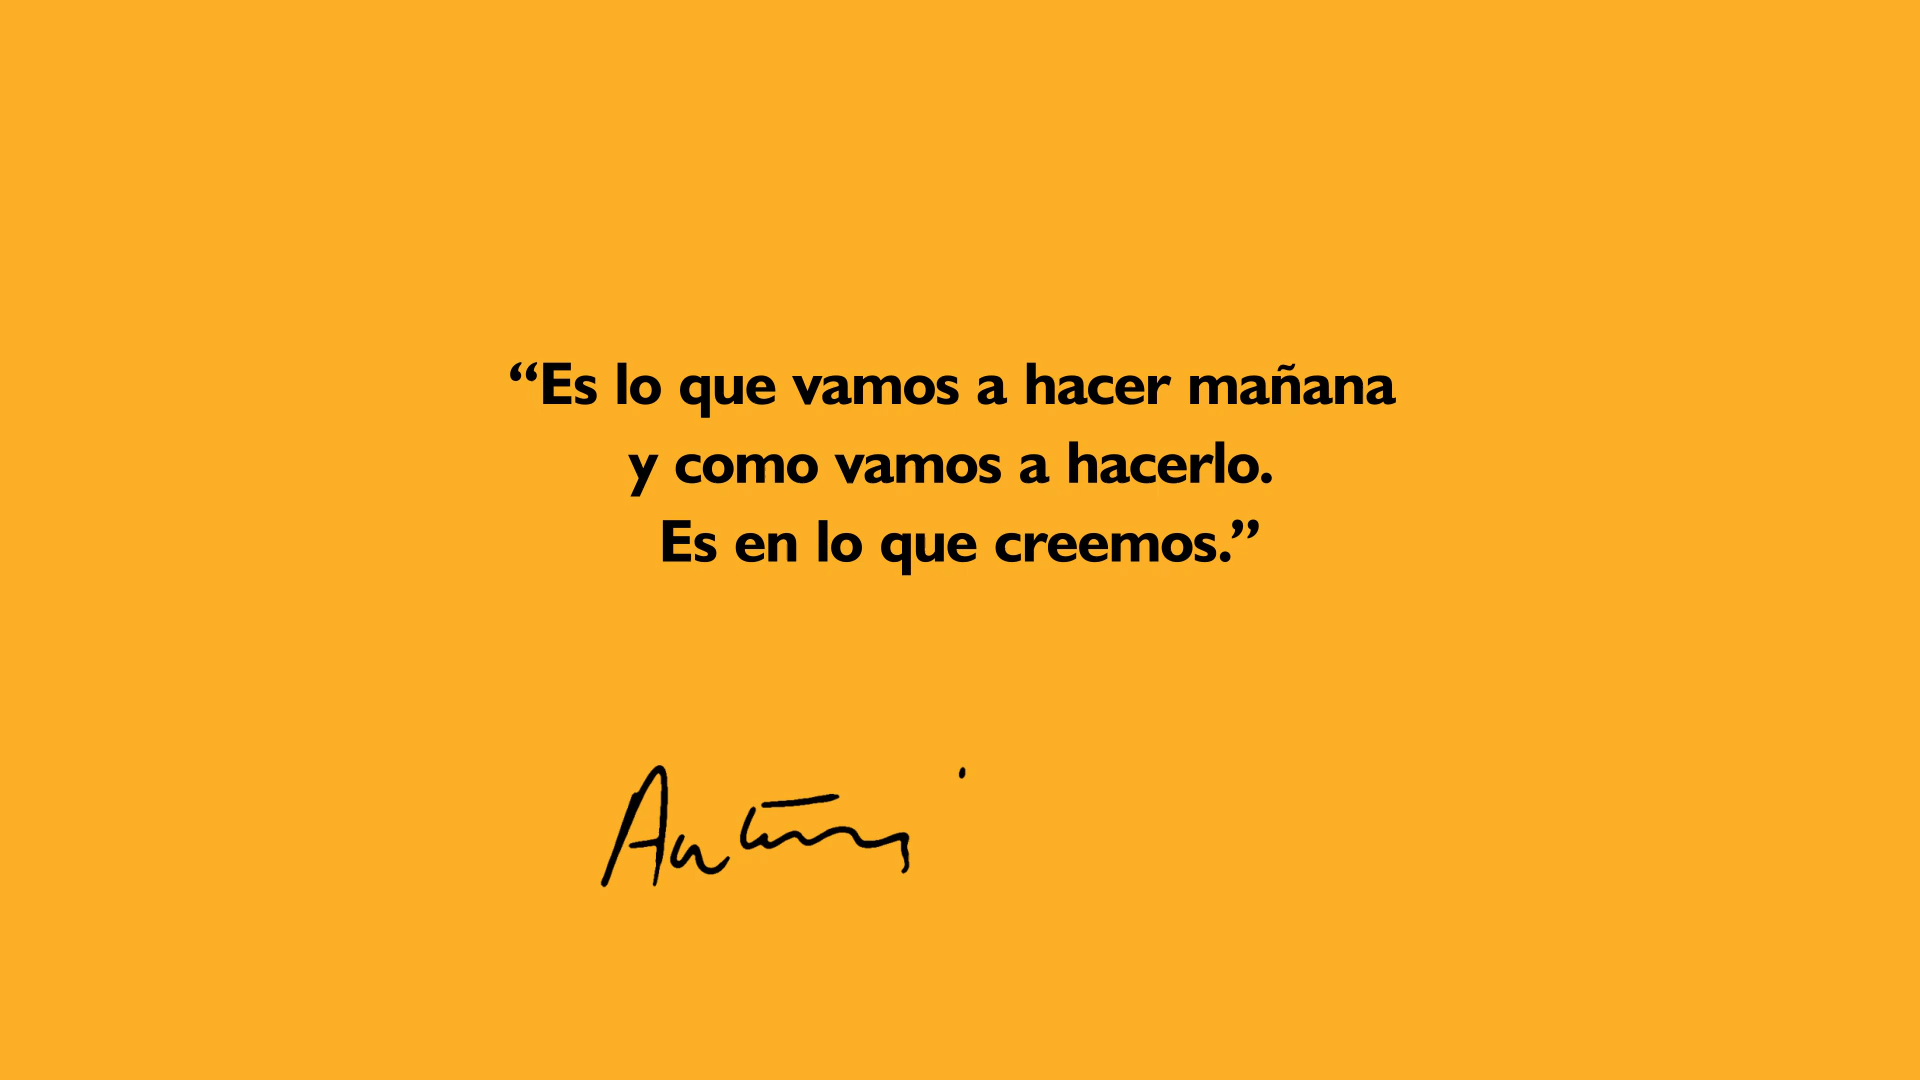 “Es lo que vamos a hacer mañana
y como vamos a hacerlo.
Es en lo que creemos.”